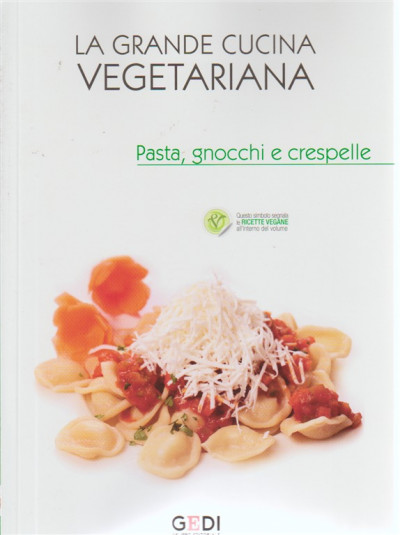 LA GRANDE CUCINA
VEGETARIANA
Pasta, gnocchi e crespelle
Questo simbolo segnala
le RICETTE VEGANE
all'interno del volume
GEDI